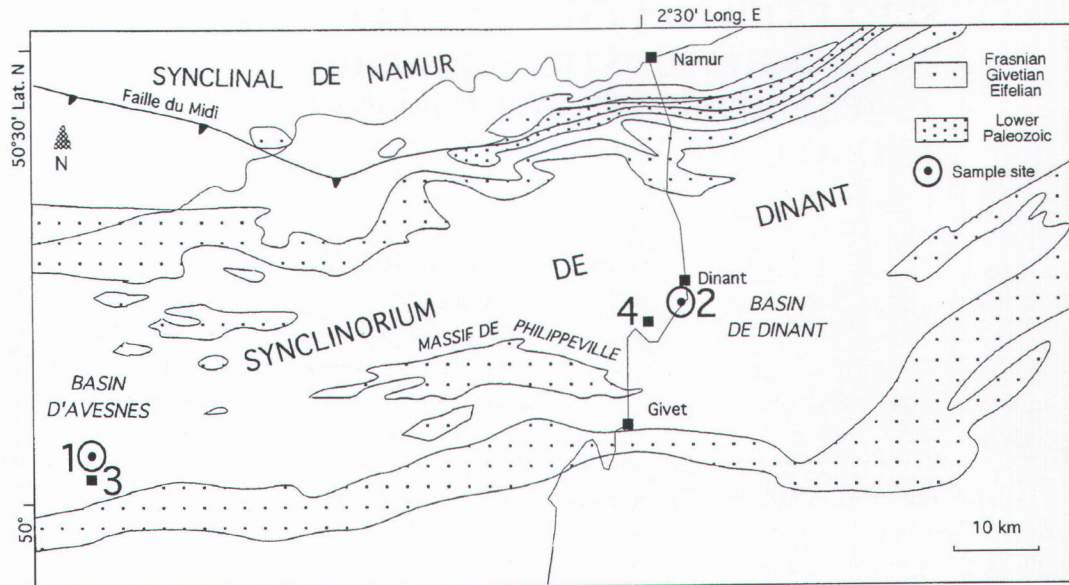 2°30' Long. E
50°30' Lat. N
SYNCLINAL DE NAMUR
Namur
Faille du Midi
N
Frasnian
Givetian
Eifelian
Lower
Paleozoic
Sample site
SYNCLINORIUM DE DINANT
Dinant
2
4
BASIN
DE DINANT
MASSIF DE PHILIPPEVILLE
BASIN
D'AVESNES
Givet
1
3
50°
10 km